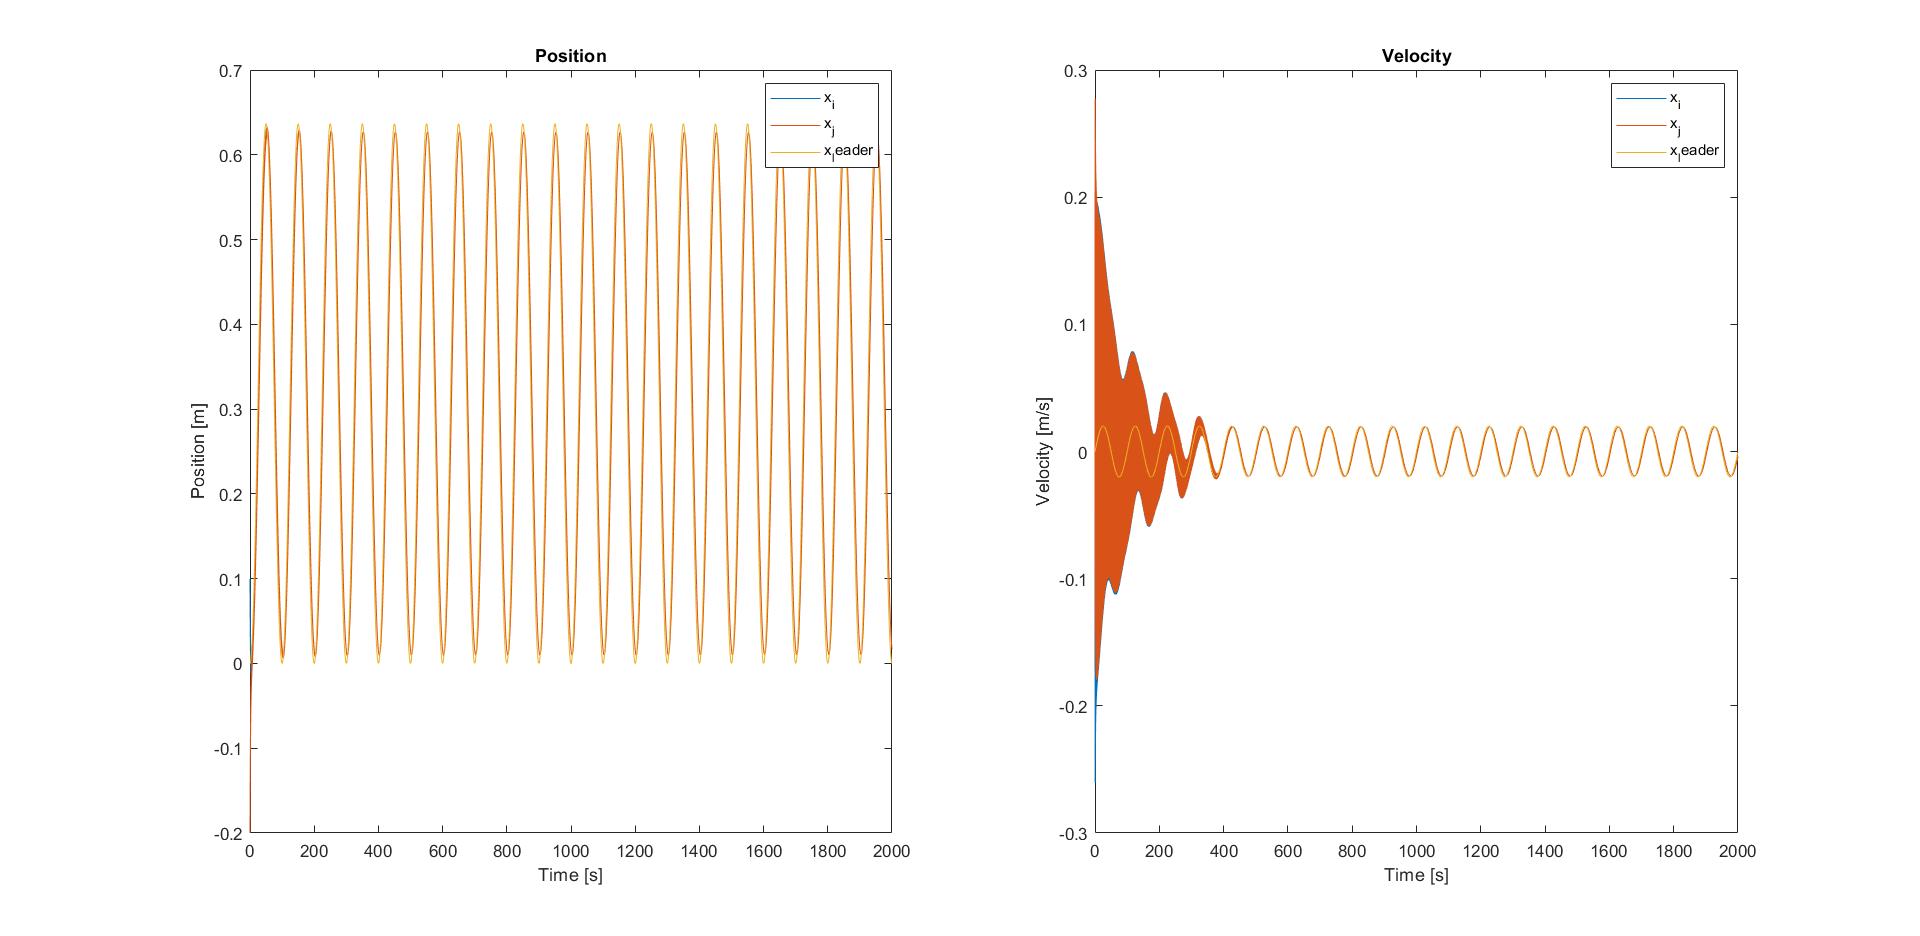 Position
0.7
0.6
0.5
0.4
0.3
0.2
0.1
0
-0.1
-0.2
Position [m]
0 200 400 600 800 1000 1200 1400 1600 1800 2000
Time [s]
x_i
x_j
x_leader
Velocity
0.3
0.2
0.1
0
-0.1
-0.2
-0.3
Velocity [m/s]
0 200 400 600 800 1000 1200 1400 1600 1800 2000
Time [s]
x_i
x_j
x_leader